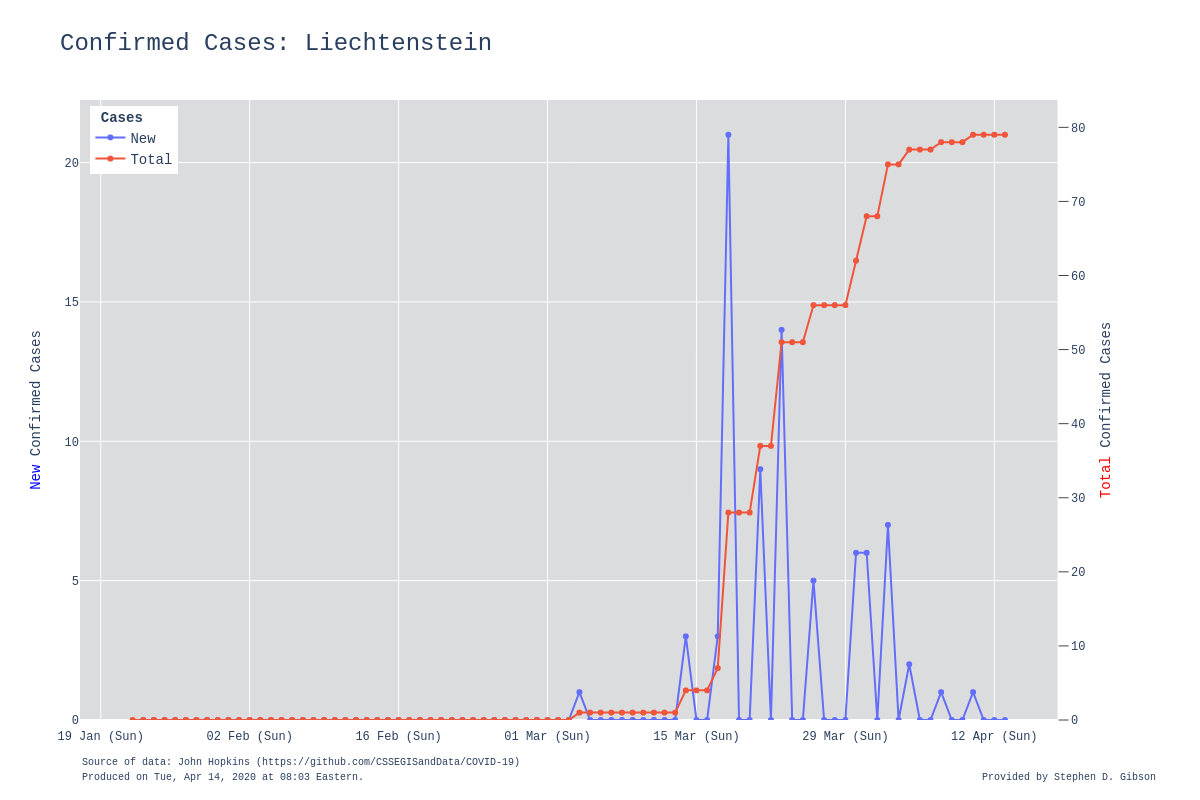 Confirmed Cases: Liechtenstein
Cases
New
Total
20
15
10
5
0
80
70
60
50
40
30
20
10
0
New Confirmed Cases
Total Confirmed Cases
19 Jan (Sun) 02 Feb (Sun) 16 Feb (Sun) 01 Mar (Sun) 15 Mar (Sun) 29 Mar (Sun) 12 Apr (Sun)
Source of data: John Hopkins (https://github.com/CSSEGISandData/COVID-19)
Produced on Tue, Apr 14, 2020 at 08:03 Eastern.
Provided by Stephen D. Gibson